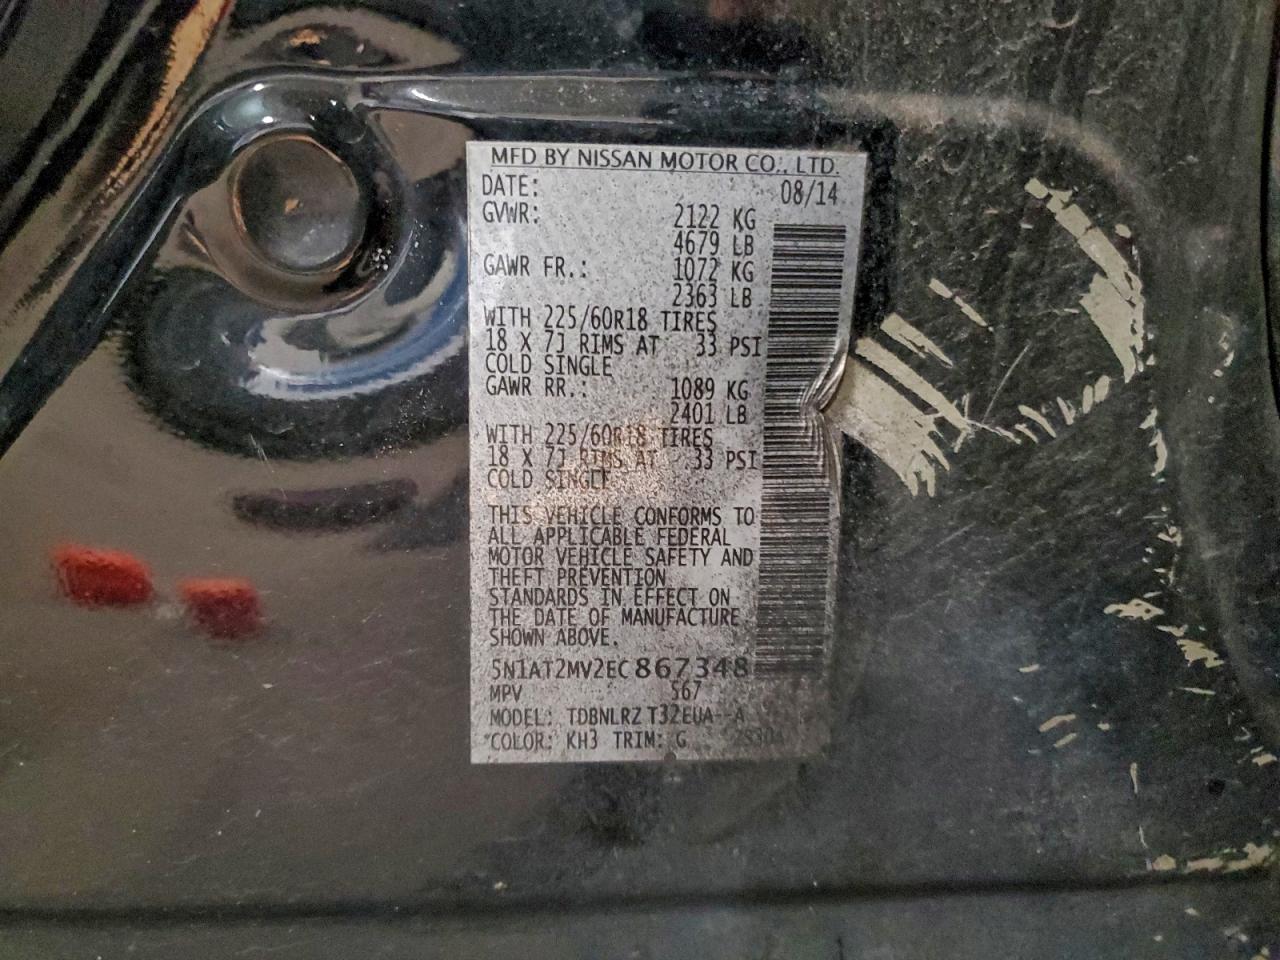 MFD BY NISSAN MOTOR CO., LTD.
DATE: 08/14
GVWR: 2122 KG
4679 LB
GAWR FR.: 1072 KG
2363 LB
WITH 225/60R18 TIRES
18 X 7J RIMS AT 33 PSI
COLD SINGLE
GAWR RR.: 1089 KG
2401 LB
WITH 225/60R18 TIRES
18 X 7J RIMS AT 33 PSI
COLD SINGLE
THIS VEHICLE CONFORMS TO
ALL APPLICABLE FEDERAL
MOTOR VEHICLE SAFETY AND
THEFT PREVENTION
STANDARDS IN EFFECT ON
THE DATE OF MANUFACTURE
SHOWN ABOVE.
5N1AT2MV2EC867348
MPV 567
MODEL: TDBNLRZ T32EUA--A
COLOR: KH3 TRIM: G